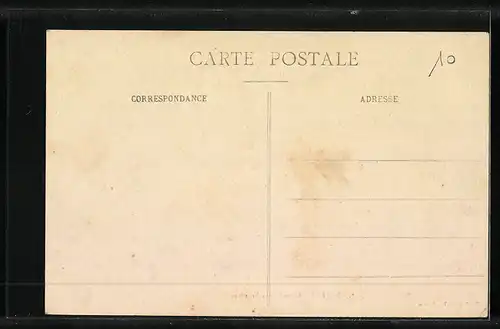 CARTE POSTALE
10
CORRESPONDANCE
ADRESSE